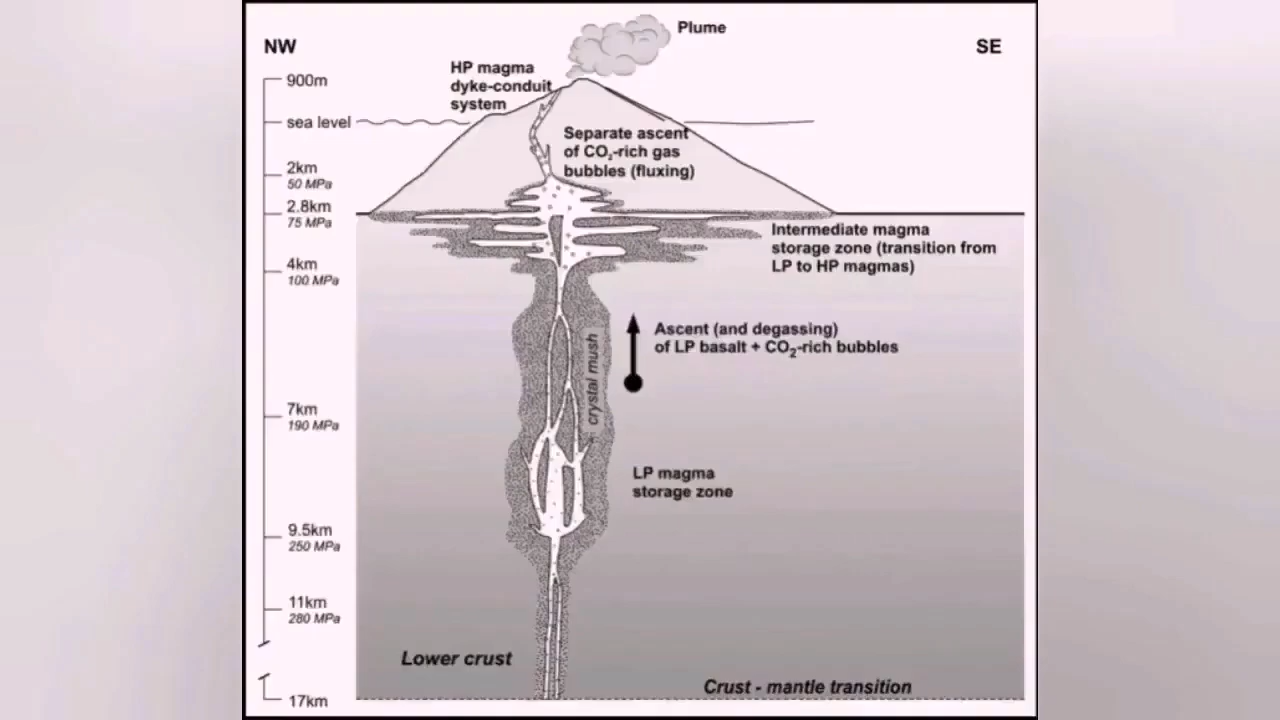 Plume
NW
SE
HP magma
dyke-conduit
system
900m
sea level
Separate ascent
of CO₂-rich gas
bubbles (fluxing)
2km
50 MPa
2.8km
75 MPa
Intermediate magma
storage zone (transition from
LP to HP magmas)
4km
100 MPa
Ascent (and degassing)
of LP basalt + CO₂-rich bubbles
crystal mush
7km
190 MPa
LP magma
storage zone
9.5km
250 MPa
11km
280 MPa
Lower crust
Crust - mantle transition
17km